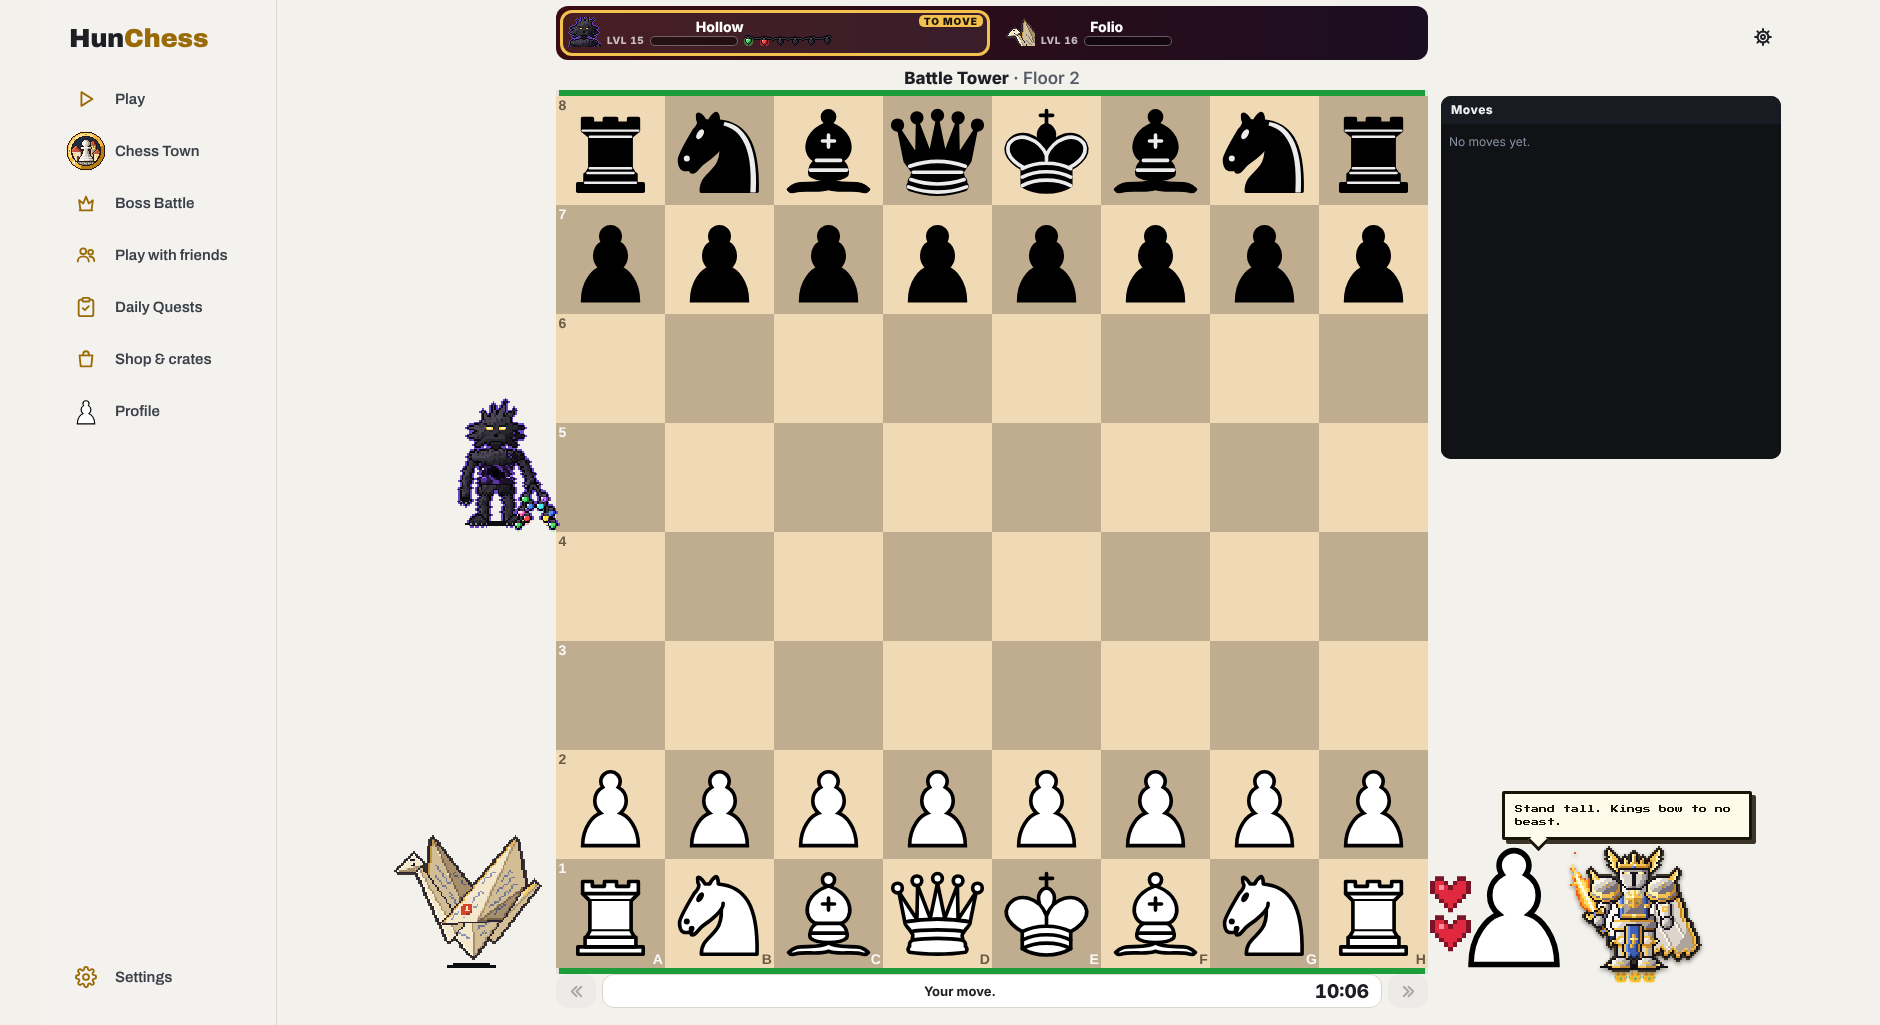 HunChess
Play
Chess Town
Boss Battle
Play with friends
Daily Quests
Shop & crates
Profile
Settings
Hollow
TO MOVE
LVL 15
Folio
LVL 16
Battle Tower · Floor 2
8
7
6
5
4
3
2
1
A B C D E F G H
Your move.
10:06
Moves
No moves yet.
Stand tall. Kings bow to no
beast.